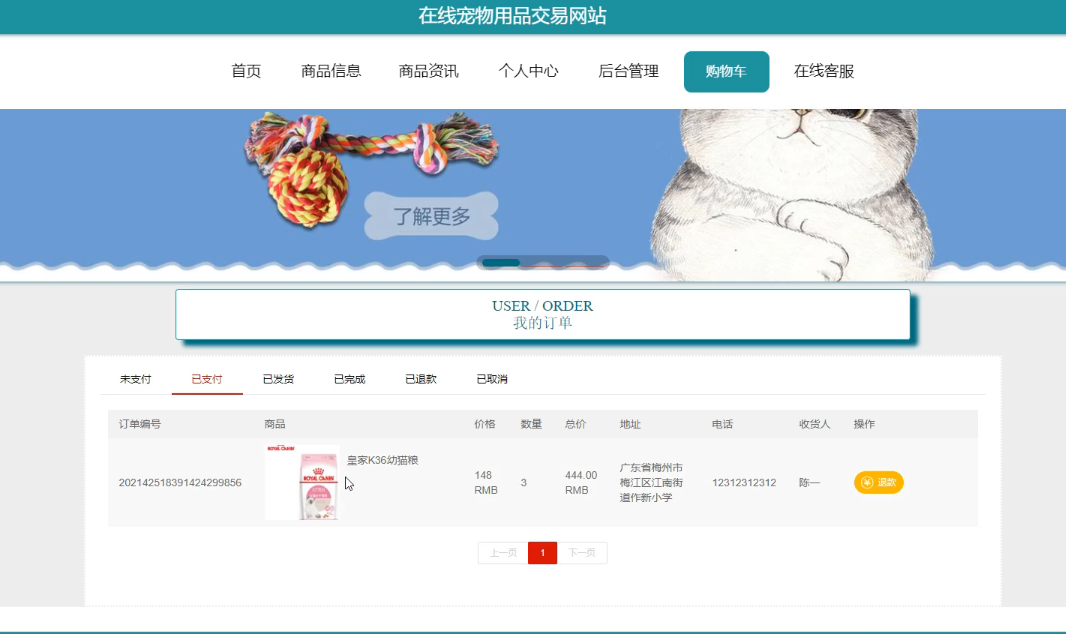 在线宠物用品交易网站
首页 商品信息 商品资讯 个人中心 后台管理 购物车 在线客服
了解更多
USER / ORDER
我的订单
未支付 已支付 已发货 已完成 已退款 已取消
订单编号 商品 价格 数量 总价 地址 电话 收货人 操作
ROYAL CANIN
ROYAL CANIN
皇家K36幼猫粮
202142518391424299856
148
RMB
3
444.00
RMB
广东省梅州市
梅江区江南街
道作新小学
12312312312
陈一
退款
上一页 1 下一页